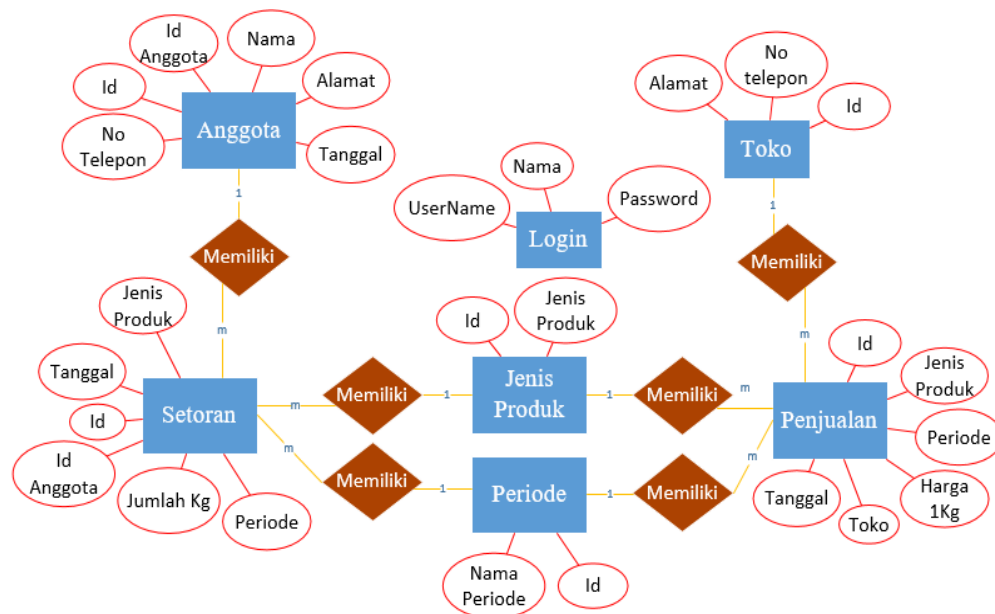 Id
Anggota
Nama
Alamat
Id
No
Telepon
Anggota
Tanggal
No
telepon
Alamat
Id
Toko
Nama
UserName
Password
Login
1
Memiliki
m
1
Memiliki
m
Jenis
Produk
Tanggal
Id
Id
Anggota
Jumlah Kg
Periode
Setoran
m
Memiliki
1
m
Memiliki
1
Id
Jenis
Produk
Jenis
Produk
Periode
Nama
Periode
Id
1
Memiliki
m
1
Memiliki
m
Id
Jenis
Produk
Penjualan
Periode
Harga
1Kg
Tanggal
Toko